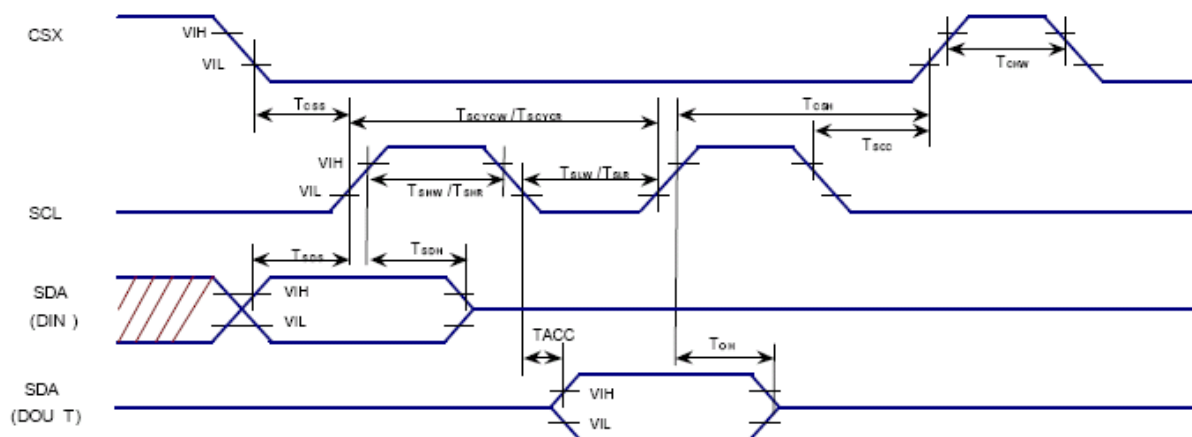 CSX
VIH
VIL
TCSS
TSCYCW /TSCYCR
TCHW
TCSH
TSCC
VIH
VIL
TSHW /TSHR
TSLW /TSLR
SCL
TSDS
TSDH
SDA
(DIN )
VIH
VIL
TACC
TOH
SDA
(DOU T)
VIH
VIL